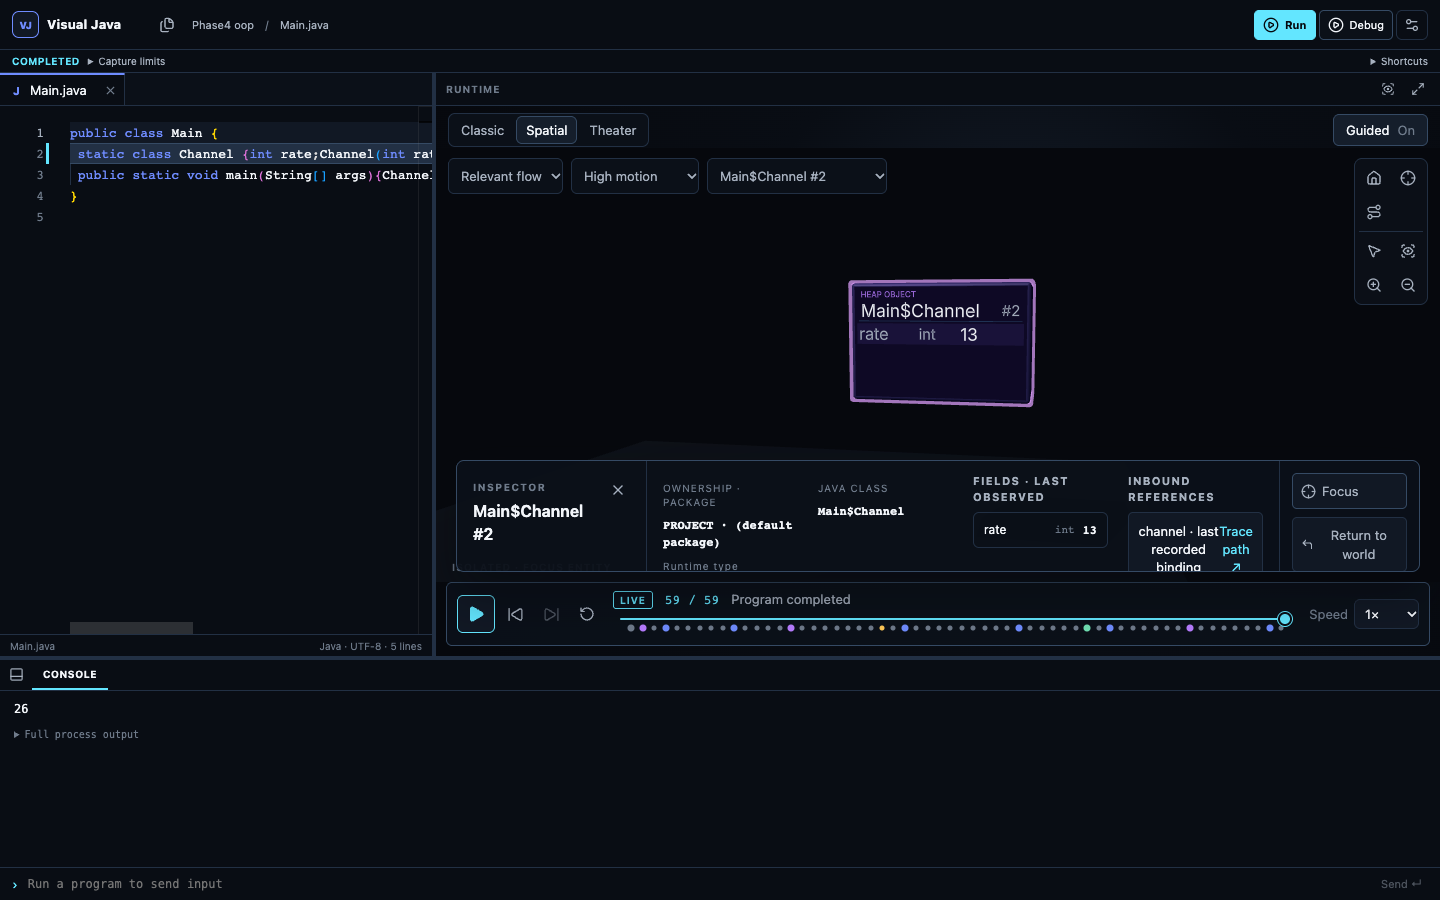 VJ Visual Java Phase4 oop / Main.java Run Debug
COMPLETED ▶ Capture limits ▶ Shortcuts
J Main.java ×
RUNTIME
1 public class Main {
2 static class Channel {int rate;Channel(int rat
3 public static void main(String[] args){Channel
4 }
5
Classic Spatial Theater Guided On
Relevant flow High motion Main$Channel #2
HEAP OBJECT
Main$Channel #2
rate int 13
INSPECTOR
Main$Channel
#2
OWNERSHIP ·
PACKAGE
PROJECT · (default
package)
Runtime type
JAVA CLASS
Main$Channel
FIELDS · LAST
OBSERVED
rate int 13
INBOUND
REFERENCES
channel · last
recorded
binding
Trace
path
↗
Focus
Return to
world
LIVE 59 / 59 Program completed
Speed 1×
Main.java Java · UTF-8 · 5 lines
CONSOLE
26
▶ Full process output
› Run a program to send input Send ↵